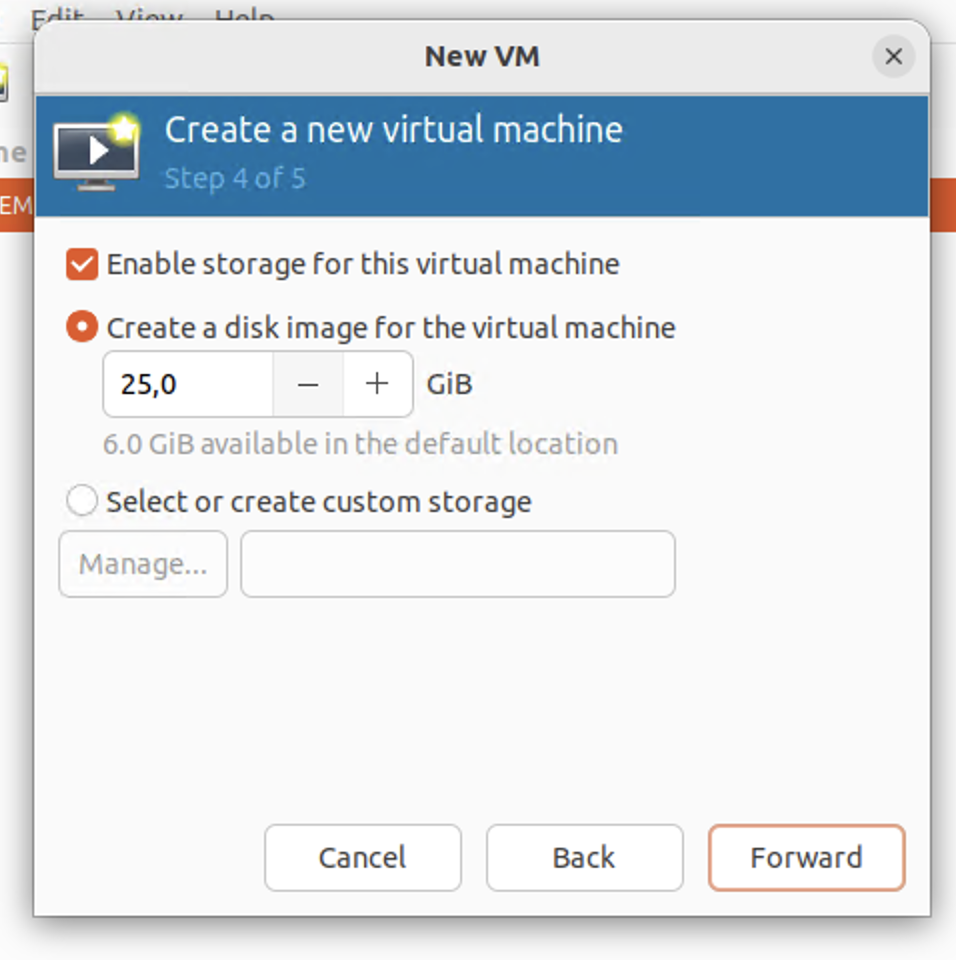 Edit View Help
New VM
Create a new virtual machine
Step 4 of 5
Enable storage for this virtual machine
Create a disk image for the virtual machine
25,0 − + GiB
6.0 GiB available in the default location
Select or create custom storage
Manage...
Cancel Back Forward